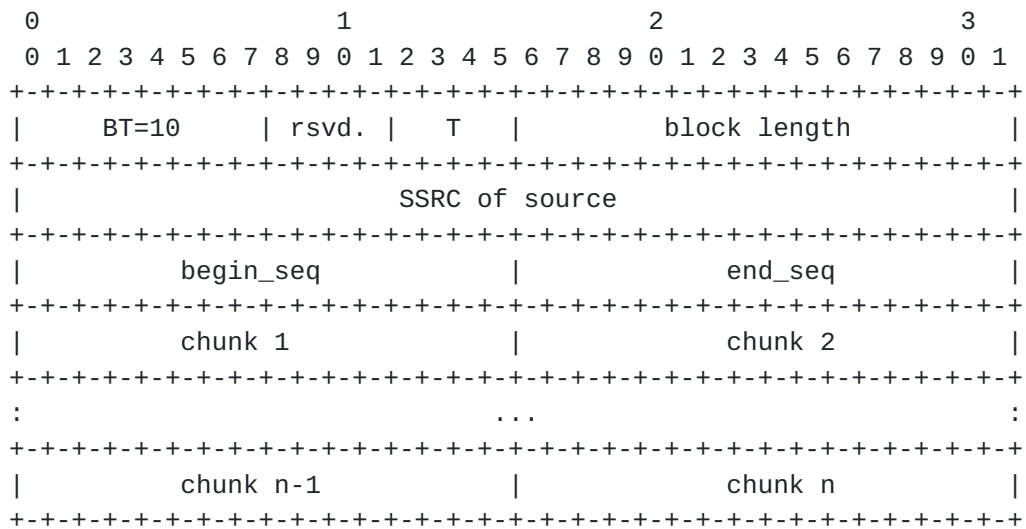 0                   1                   2                   3
 0 1 2 3 4 5 6 7 8 9 0 1 2 3 4 5 6 7 8 9 0 1 2 3 4 5 6 7 8 9 0 1
+-+-+-+-+-+-+-+-+-+-+-+-+-+-+-+-+-+-+-+-+-+-+-+-+-+-+-+-+-+-+-+-+
|     BT=10     | rsvd. |   T   |         block length          |
+-+-+-+-+-+-+-+-+-+-+-+-+-+-+-+-+-+-+-+-+-+-+-+-+-+-+-+-+-+-+-+-+
|                        SSRC of source                         |
+-+-+-+-+-+-+-+-+-+-+-+-+-+-+-+-+-+-+-+-+-+-+-+-+-+-+-+-+-+-+-+-+
|          begin_seq            |             end_seq           |
+-+-+-+-+-+-+-+-+-+-+-+-+-+-+-+-+-+-+-+-+-+-+-+-+-+-+-+-+-+-+-+-+
|          chunk 1              |             chunk 2           |
+-+-+-+-+-+-+-+-+-+-+-+-+-+-+-+-+-+-+-+-+-+-+-+-+-+-+-+-+-+-+-+-+
:                              ...                              :
+-+-+-+-+-+-+-+-+-+-+-+-+-+-+-+-+-+-+-+-+-+-+-+-+-+-+-+-+-+-+-+-+
|          chunk n-1            |             chunk n           |
+-+-+-+-+-+-+-+-+-+-+-+-+-+-+-+-+-+-+-+-+-+-+-+-+-+-+-+-+-+-+-+-+